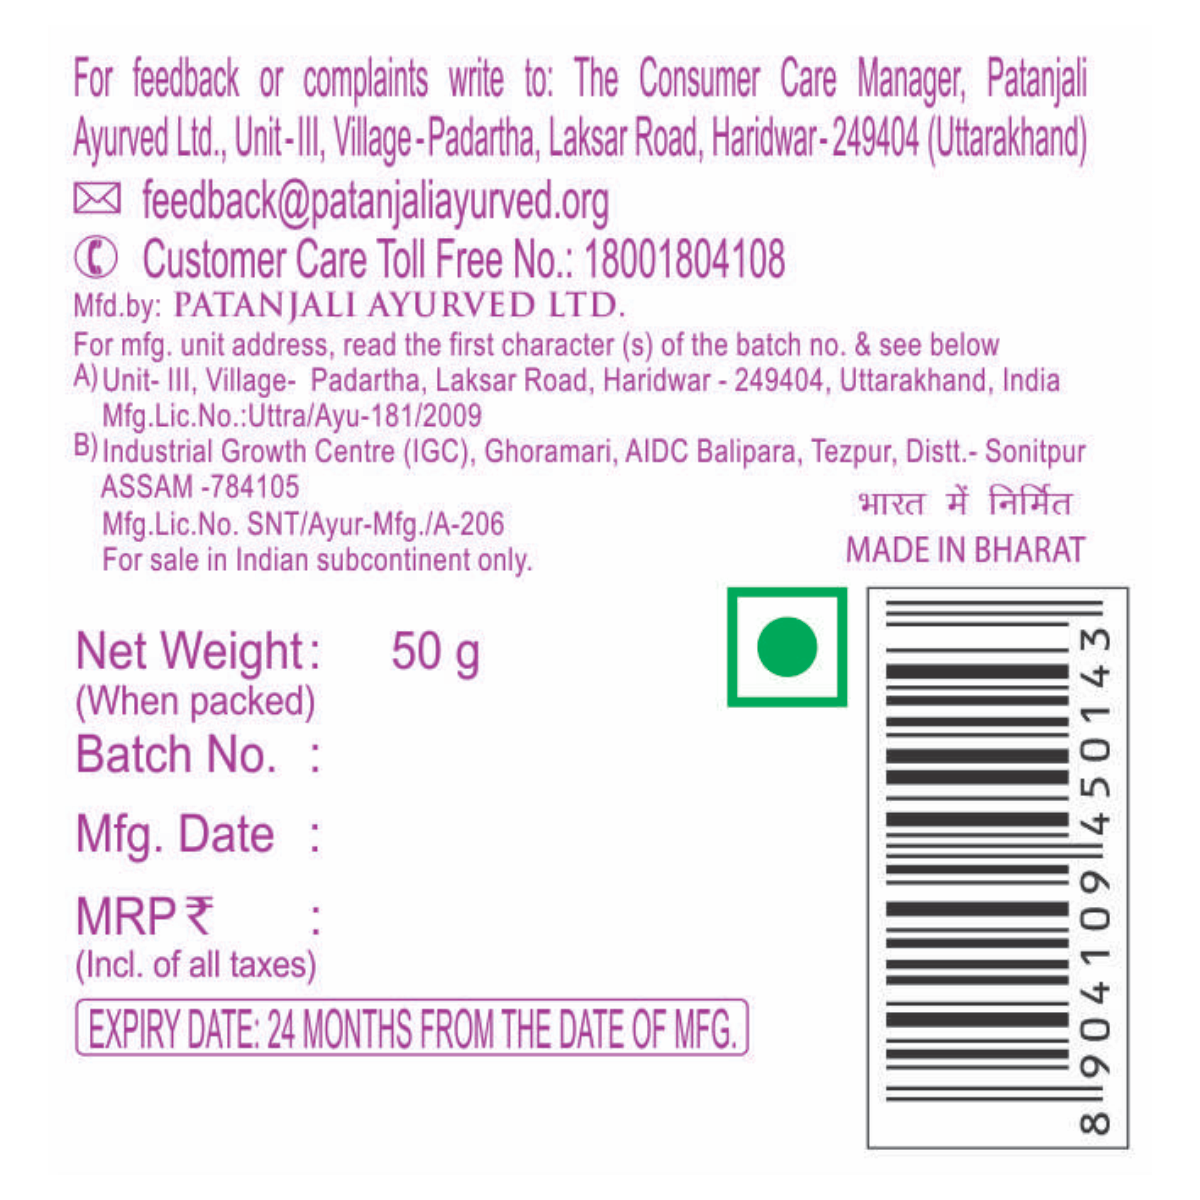 For feedback or complaints write to: The Consumer Care Manager, Patanjali
Ayurved Ltd., Unit-III, Village-Padartha, Laksar Road, Haridwar-249404 (Uttarakhand)
feedback@patanjaliayurved.org
Customer Care Toll Free No.: 18001804108
Mfd.by: PATANJALI AYURVED LTD.
For mfg. unit address, read the first character (s) of the batch no. & see below
A) Unit- III, Village- Padartha, Laksar Road, Haridwar - 249404, Uttarakhand, India
Mfg.Lic.No.:Uttra/Ayu-181/2009
B) Industrial Growth Centre (IGC), Ghoramari, AIDC Balipara, Tezpur, Distt.- Sonitpur
ASSAM -784105
Mfg.Lic.No. SNT/Ayur-Mfg./A-206
For sale in Indian subcontinent only.
भारत में निर्मित
MADE IN BHARAT
Net Weight: 50 g
(When packed)
Batch No. :
Mfg. Date :
MRP ₹ :
(Incl. of all taxes)
EXPIRY DATE: 24 MONTHS FROM THE DATE OF MFG.
8 904109 450143